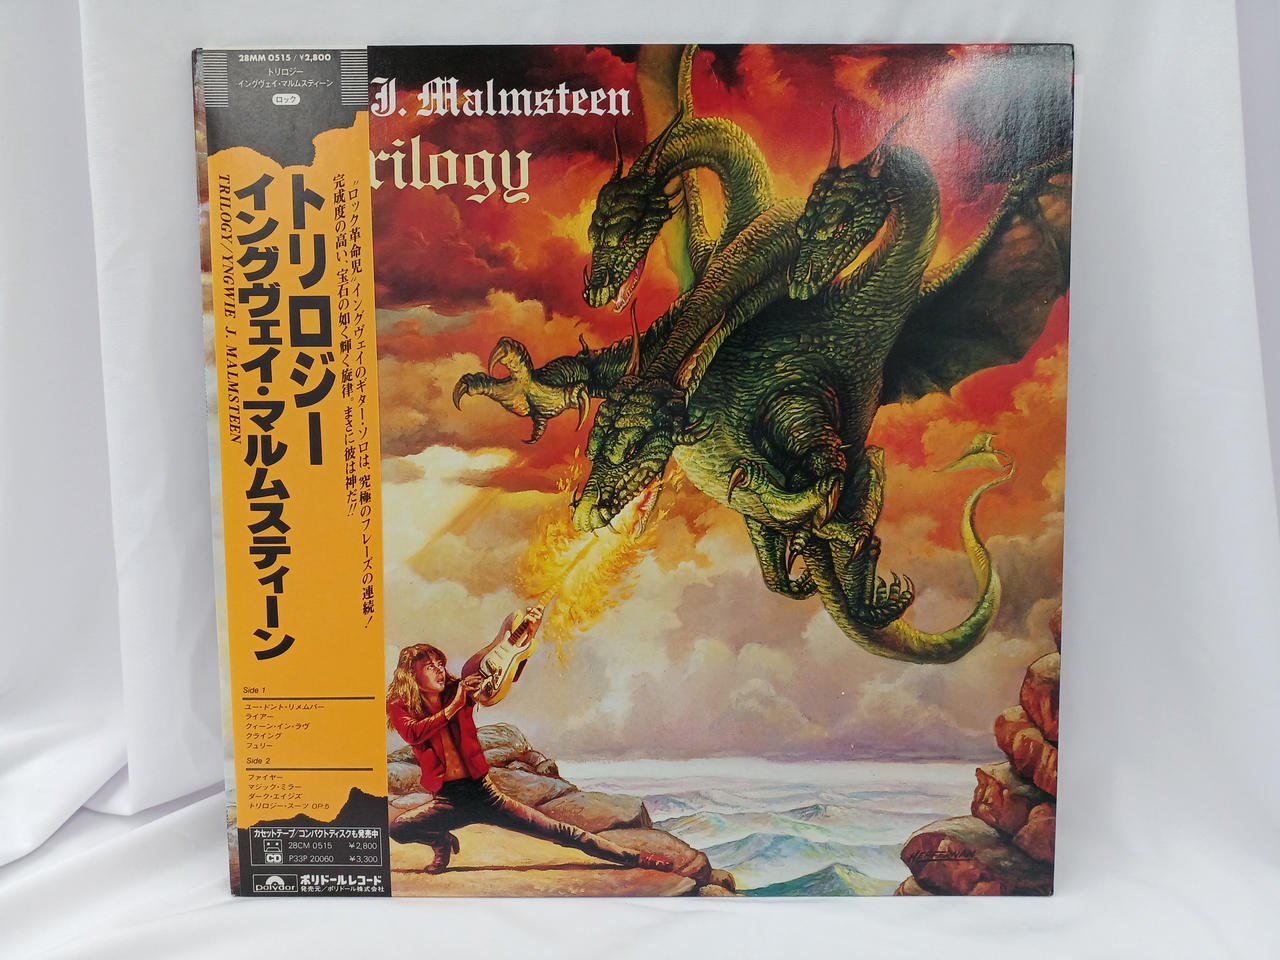 28MM 0515/¥2,800
トリロジー
イングヴェイ・マルムスティーン
ロック
J. Malmsteen
rilogy
"ロック革命児"イングヴェイのギター・ソロは、究極のフレーズの連続!
完成度の高い、宝石の如く輝く旋律。まさに彼は神だ!!
トリロジー
イングヴェイ・マルムスティーン
TRILOGY/YNGWIE J. MALMSTEEN
Side 1
ユー・ドント・リメムバー
ライアー
クィーン・イン・ラヴ
クライング
フュリー
Side 2
ファイヤー
マジック・ミラー
ダーク・エイジズ
トリロジー・スーツ OP:5
カセットテープ/コンパクトディスクも発売中
28CM 0515 ¥2,800
CD P33P 20060 ¥3,300
polydor ポリドールレコード
発売元/ポリドール株式会社